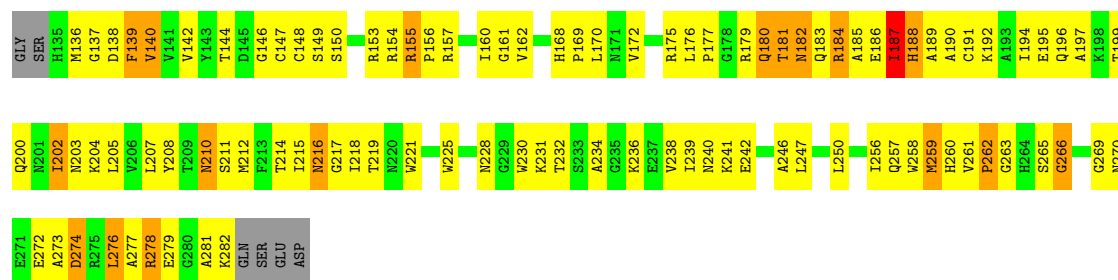 GLY SER H135 M136 G137 D138 F139 V140 V141 V142 Y143 T144 D145 G146 C147 C148 S149 S150 R153 R154 R155 P156 R157 I160 G161 V162 H168 P169 L170 N171 V172 R175 L176 P177 G178 R179 Q180 T181 N182 Q183 R184 A185 E186 I187 H188 A189 A190 C191 K192 A193 I194 E195 Q196 A197 K198 T199
Q200 N201 I202 N203 K204 L205 V206 L207 Y208 T209 N210 S211 M212 F213 T214 I215 N216 G217 I218 T219 N220 W221 W225 N228 G229 W230 K231 T232 S233 A234 G235 K236 E237 V238 I239 N240 K241 E242 A246 L247 L250 I256 Q257 W258 M259 H260 V261 P262 G263 H264 S265 G266 G269 N270
E271 E272 A273 D274 R275 L276 A277 R278 E279 G280 A281 K282 GLN SER GLU ASP